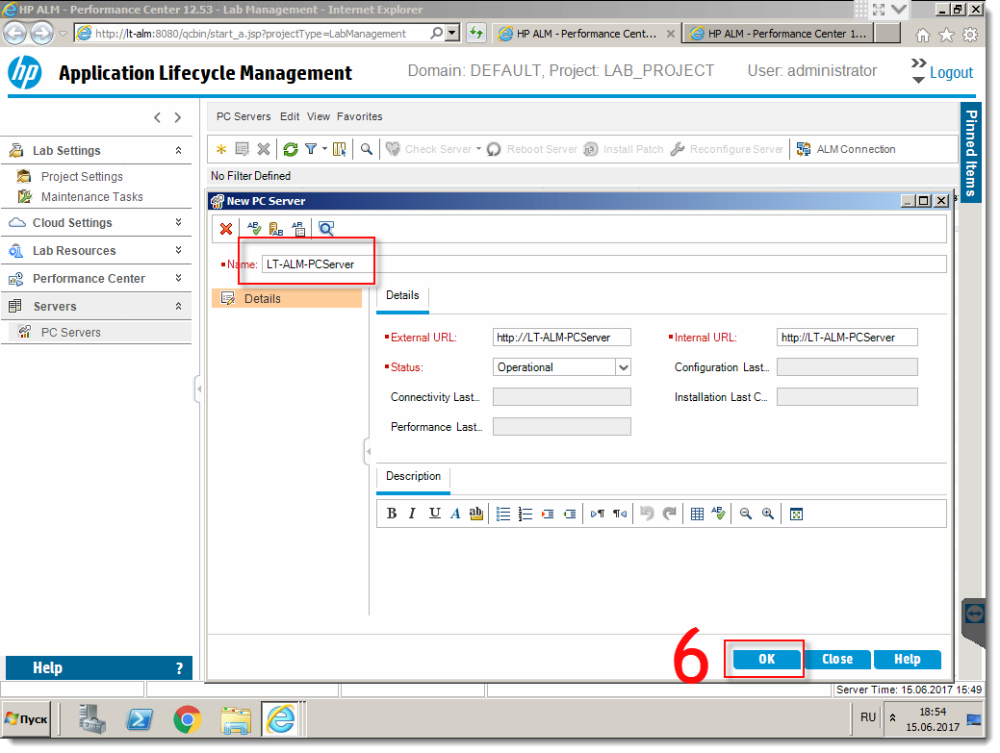 HP ALM - Performance Center 12.53 - Lab Management - Internet Explorer
http://lt-alm:8080/qcbin/start_a.jsp?projectType=LabManagement
HP ALM - Performance Cent...
HP ALM - Performance Center 1...
hp
Application Lifecycle Management
Domain: DEFAULT, Project: LAB_PROJECT
User: administrator
Logout
Pinned Items
PC Servers Edit View Favorites
Check Server
Reboot Server
Install Patch
Reconfigure Server
ALM Connection
No Filter Defined
Lab Settings
Project Settings
Maintenance Tasks
Cloud Settings
Lab Resources
Performance Center
Servers
PC Servers
Help ?
New PC Server
Name: LT-ALM-PCServer
Details
Details
External URL: http://LT-ALM-PCServer
Internal URL: http://LT-ALM-PCServer
Status: Operational
Configuration Last...
Connectivity Last...
Installation Last C...
Performance Last...
Description
B I U A ab
6
OK
Close
Help
Server Time: 15.06.2017 15:49
Пуск
RU
18:54
15.06.2017